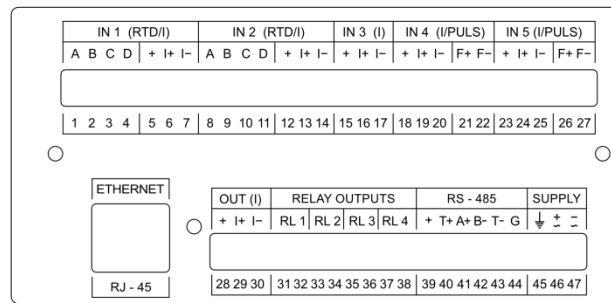 IN 1 (RTD/I) IN 2 (RTD/I) IN 3 (I) IN 4 (I/PULS) IN 5 (I/PULS)
A B C D + I+ I− A B C D + I+ I− + I+ I− + I+ I− F+ F− + I+ I− F+ F−
1 2 3 4 5 6 7 8 9 10 11 12 13 14 15 16 17 18 19 20 21 22 23 24 25 26 27
ETHERNET
RJ - 45
OUT (I) RELAY OUTPUTS RS - 485 SUPPLY
+ I+ I− RL 1 RL 2 RL 3 RL 4 + T+ A+ B− T− G ⏚ + −
28 29 30 31 32 33 34 35 36 37 38 39 40 41 42 43 44 45 46 47